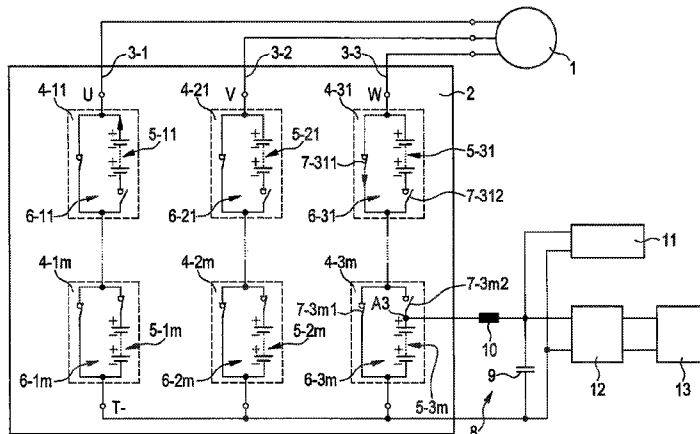 3-1
3-2
3-3
1
U
V
W
2
4-11
4-21
4-31
+
+
+
5-11
5-21
5-31
7-311
+
+
+
7-312
6-11
6-21
6-31
11
4-1m
4-2m
4-3m
7-3m2
A3
+
+
+
7-3m1
5-1m
5-2m
10
+
+
+
9
12
13
6-1m
6-2m
6-3m
5-3m
T-
8